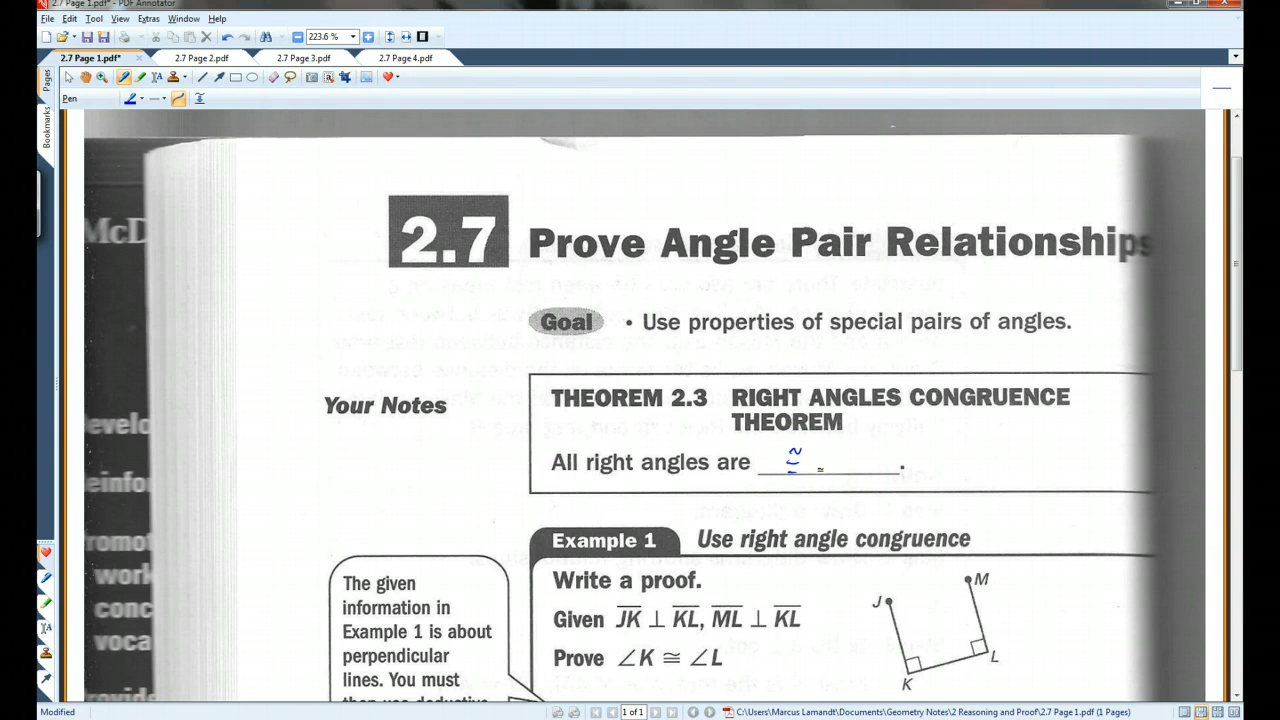 2.7 Page 1.pdf* - PDF Annotator
File Edit Tool View Extras Window Help
223.6 %
2.7 Page 1.pdf* 2.7 Page 2.pdf 2.7 Page 3.pdf 2.7 Page 4.pdf
Pen
Pages
Bookmarks
McD
2.7 Prove Angle Pair Relationships
Goal • Use properties of special pairs of angles.
Your Notes
THEOREM 2.3 RIGHT ANGLES CONGRUENCE
THEOREM
All right angles are ≅ .
Example 1 Use right angle congruence
Write a proof.
Given JK ⊥ KL, ML ⊥ KL
Prove ∠K ≅ ∠L
J M K L
The given
information in
Example 1 is about
perpendicular
lines. You must
Modified
1 of 1
C:\Users\Marcus Lamandt\Documents\Geometry Notes\2 Reasoning and Proof\2.7 Page 1.pdf (1 Pages)